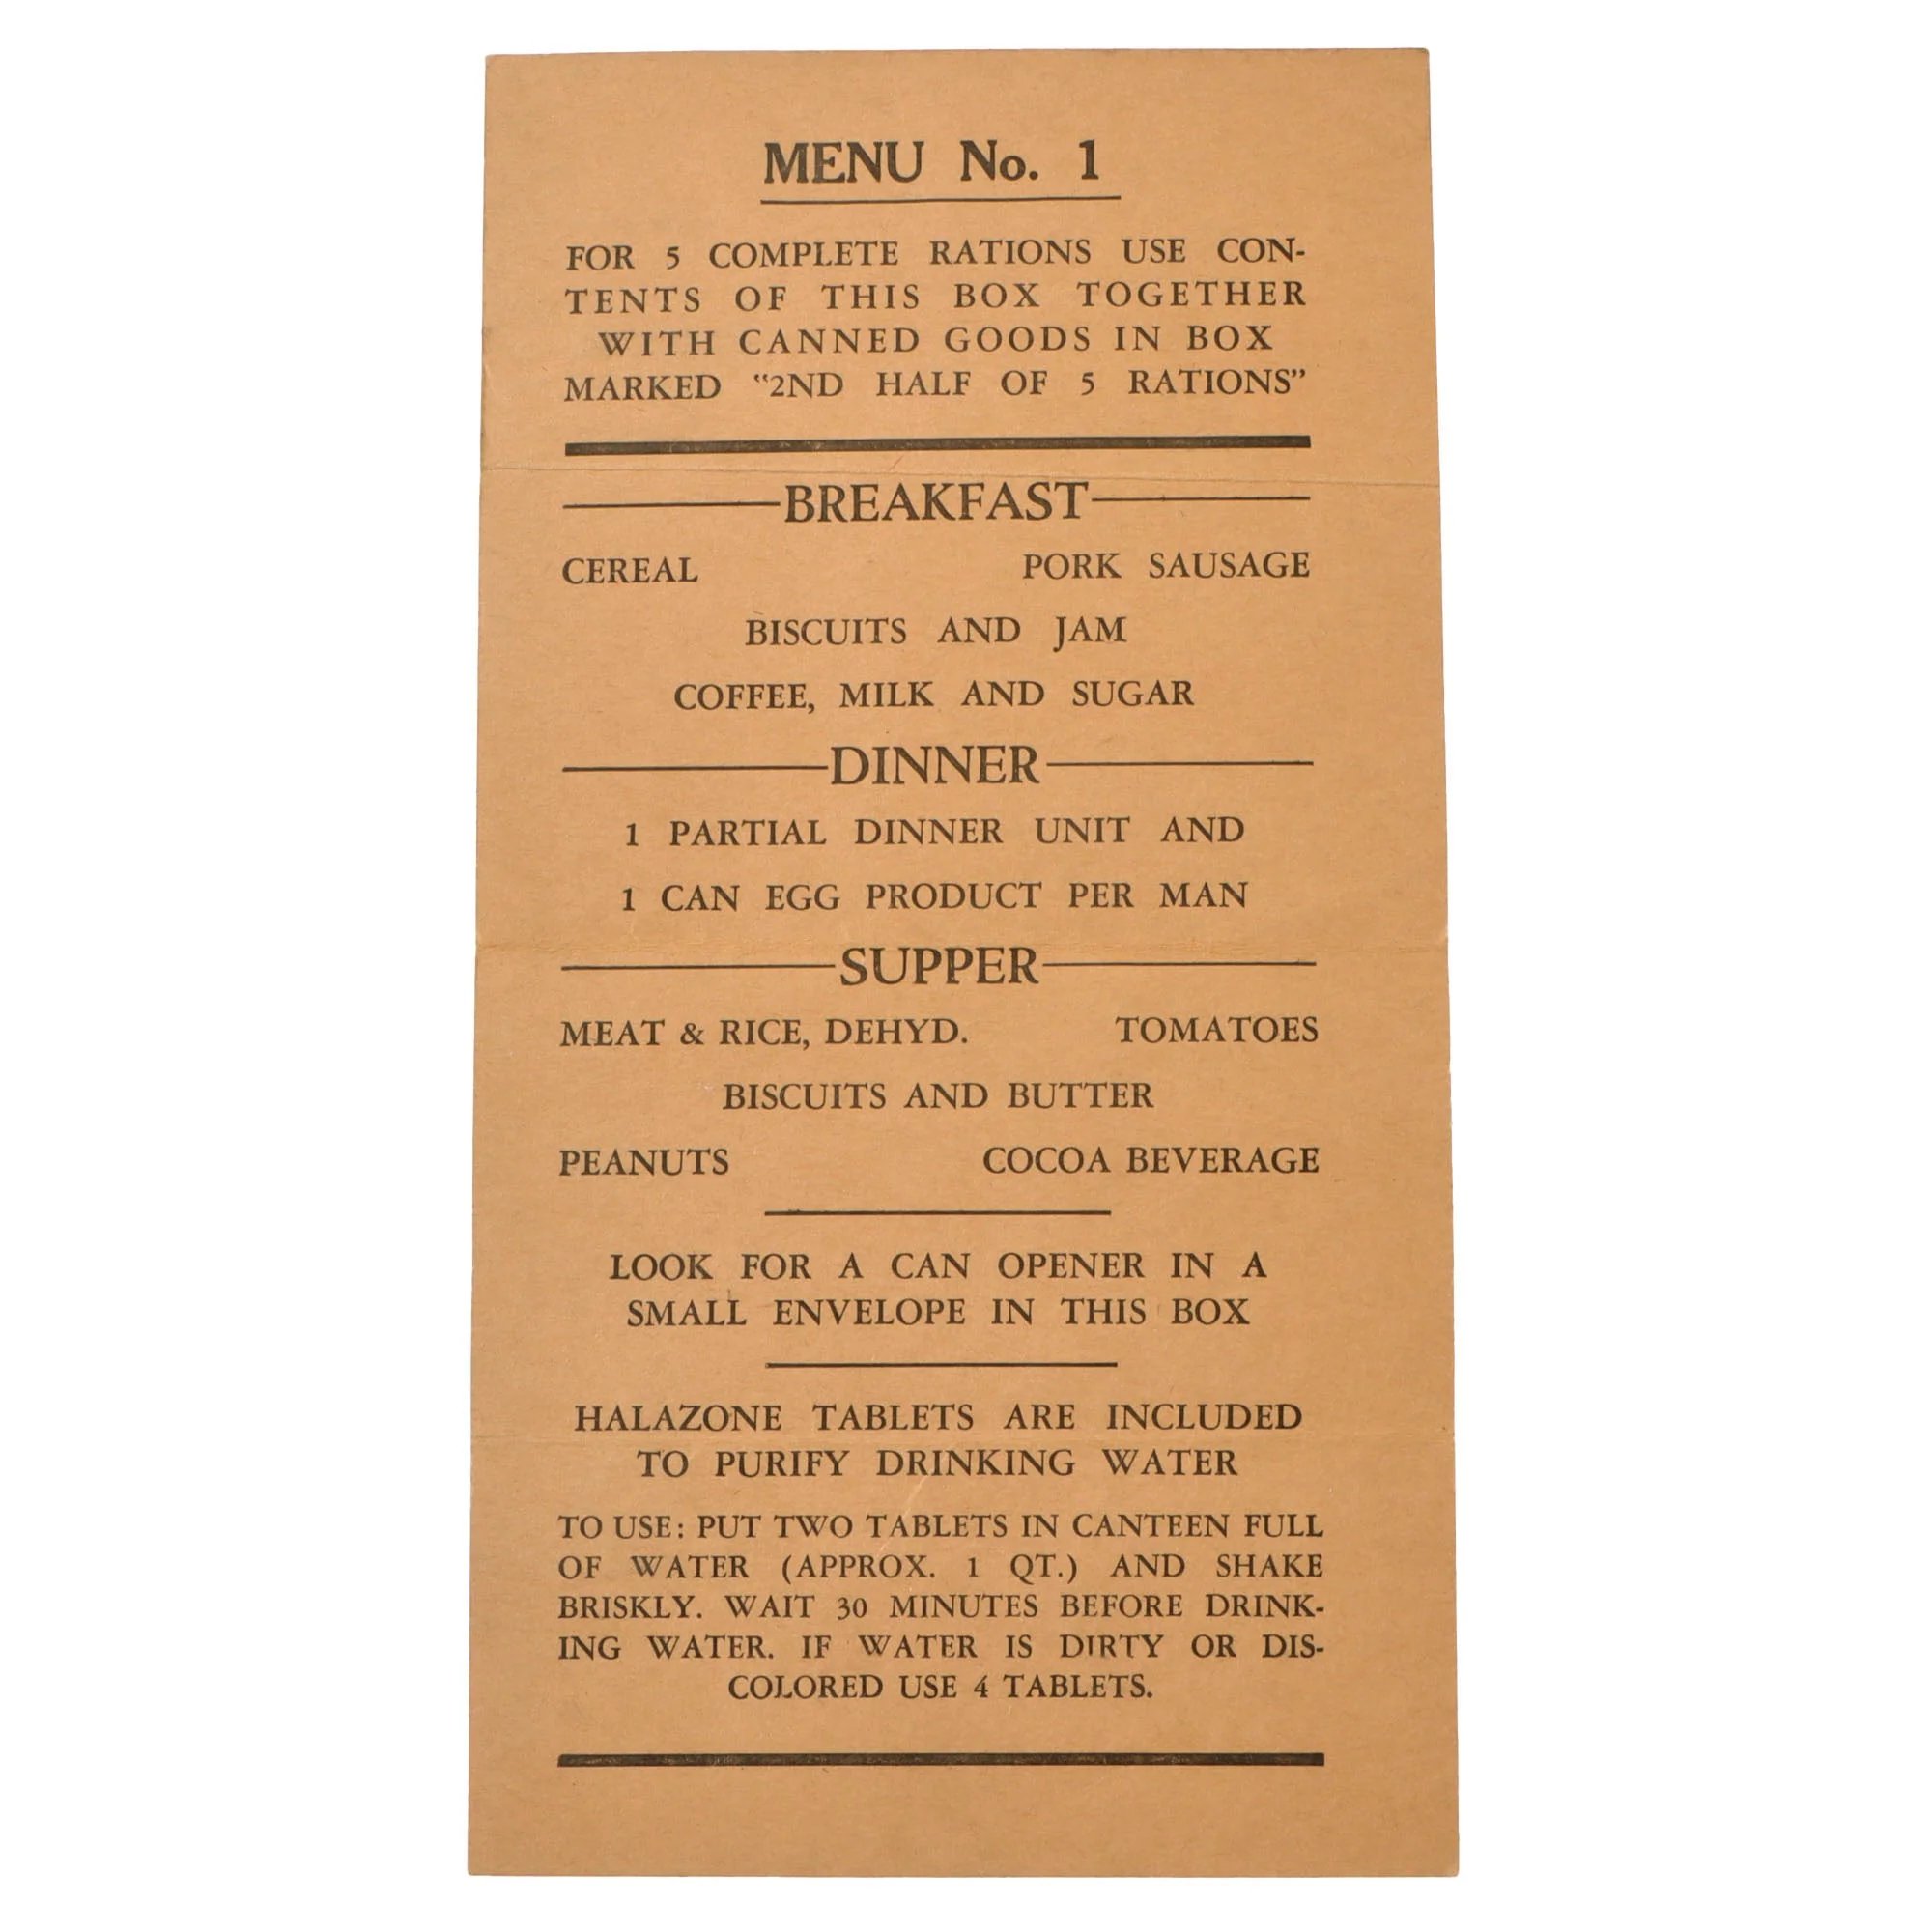 MENU No. 1
FOR 5 COMPLETE RATIONS USE CON-
TENTS OF THIS BOX TOGETHER
WITH CANNED GOODS IN BOX
MARKED "2ND HALF OF 5 RATIONS"
BREAKFAST
CEREAL PORK SAUSAGE
BISCUITS AND JAM
COFFEE, MILK AND SUGAR
DINNER
1 PARTIAL DINNER UNIT AND
1 CAN EGG PRODUCT PER MAN
SUPPER
MEAT & RICE, DEHYD. TOMATOES
BISCUITS AND BUTTER
PEANUTS COCOA BEVERAGE
LOOK FOR A CAN OPENER IN A
SMALL ENVELOPE IN THIS BOX
HALAZONE TABLETS ARE INCLUDED
TO PURIFY DRINKING WATER
TO USE: PUT TWO TABLETS IN CANTEEN FULL
OF WATER (APPROX. 1 QT.) AND SHAKE
BRISKLY. WAIT 30 MINUTES BEFORE DRINK-
ING WATER. IF WATER IS DIRTY OR DIS-
COLORED USE 4 TABLETS.